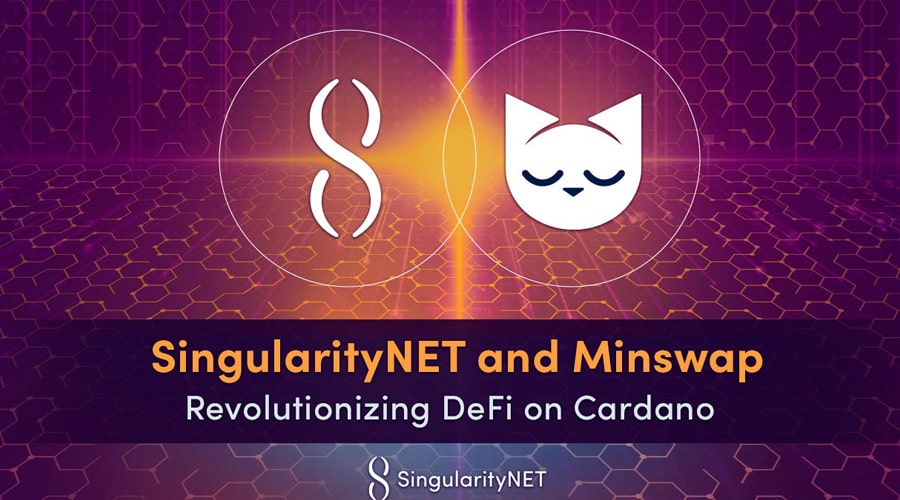 SingularityNET and Minswap
Revolutionizing DeFi on Cardano
SingularityNET